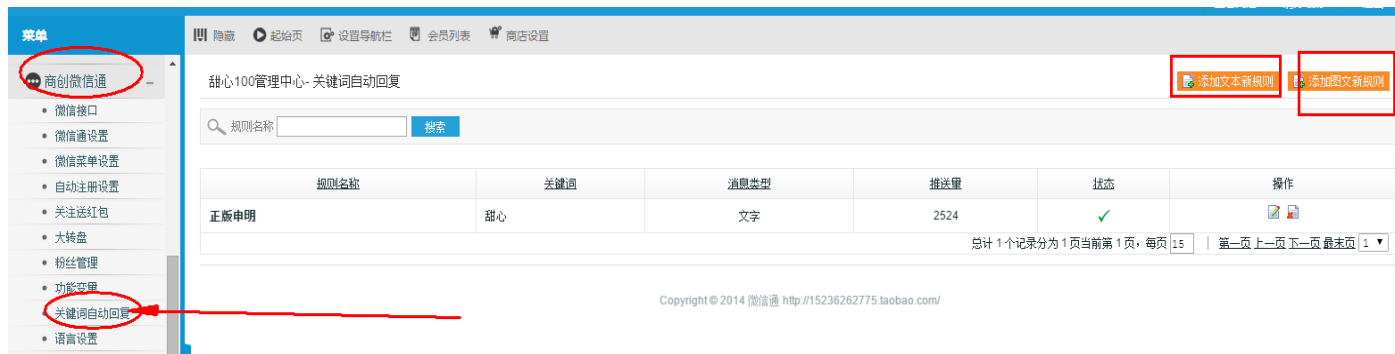 菜单
隐藏 起始页 设置导航栏 会员列表 商店设置
商创微信通
微信接口
微信通设置
微信菜单设置
自动注册设置
关注送红包
大转盘
粉丝管理
功能变量
关键词自动回复
语言设置
甜心100管理中心- 关键词自动回复
添加文本新规则 添加图文新规则
规则名称 搜索
规则名称 关键词 消息类型 推送量 状态 操作
正版申明 甜心 文字 2524
总计 1 个记录分为 1 页当前第 1 页，每页 15 | 第一页 上一页 下一页 最末页 1
Copyright © 2014 微信通 http://15236262775.taobao.com/